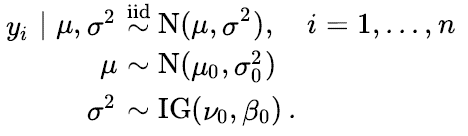 yᵢ | μ, σ² iid∼ N(μ, σ²), i = 1, …, n
μ ∼ N(μ₀, σ₀²)
σ² ∼ IG(ν₀, β₀) .